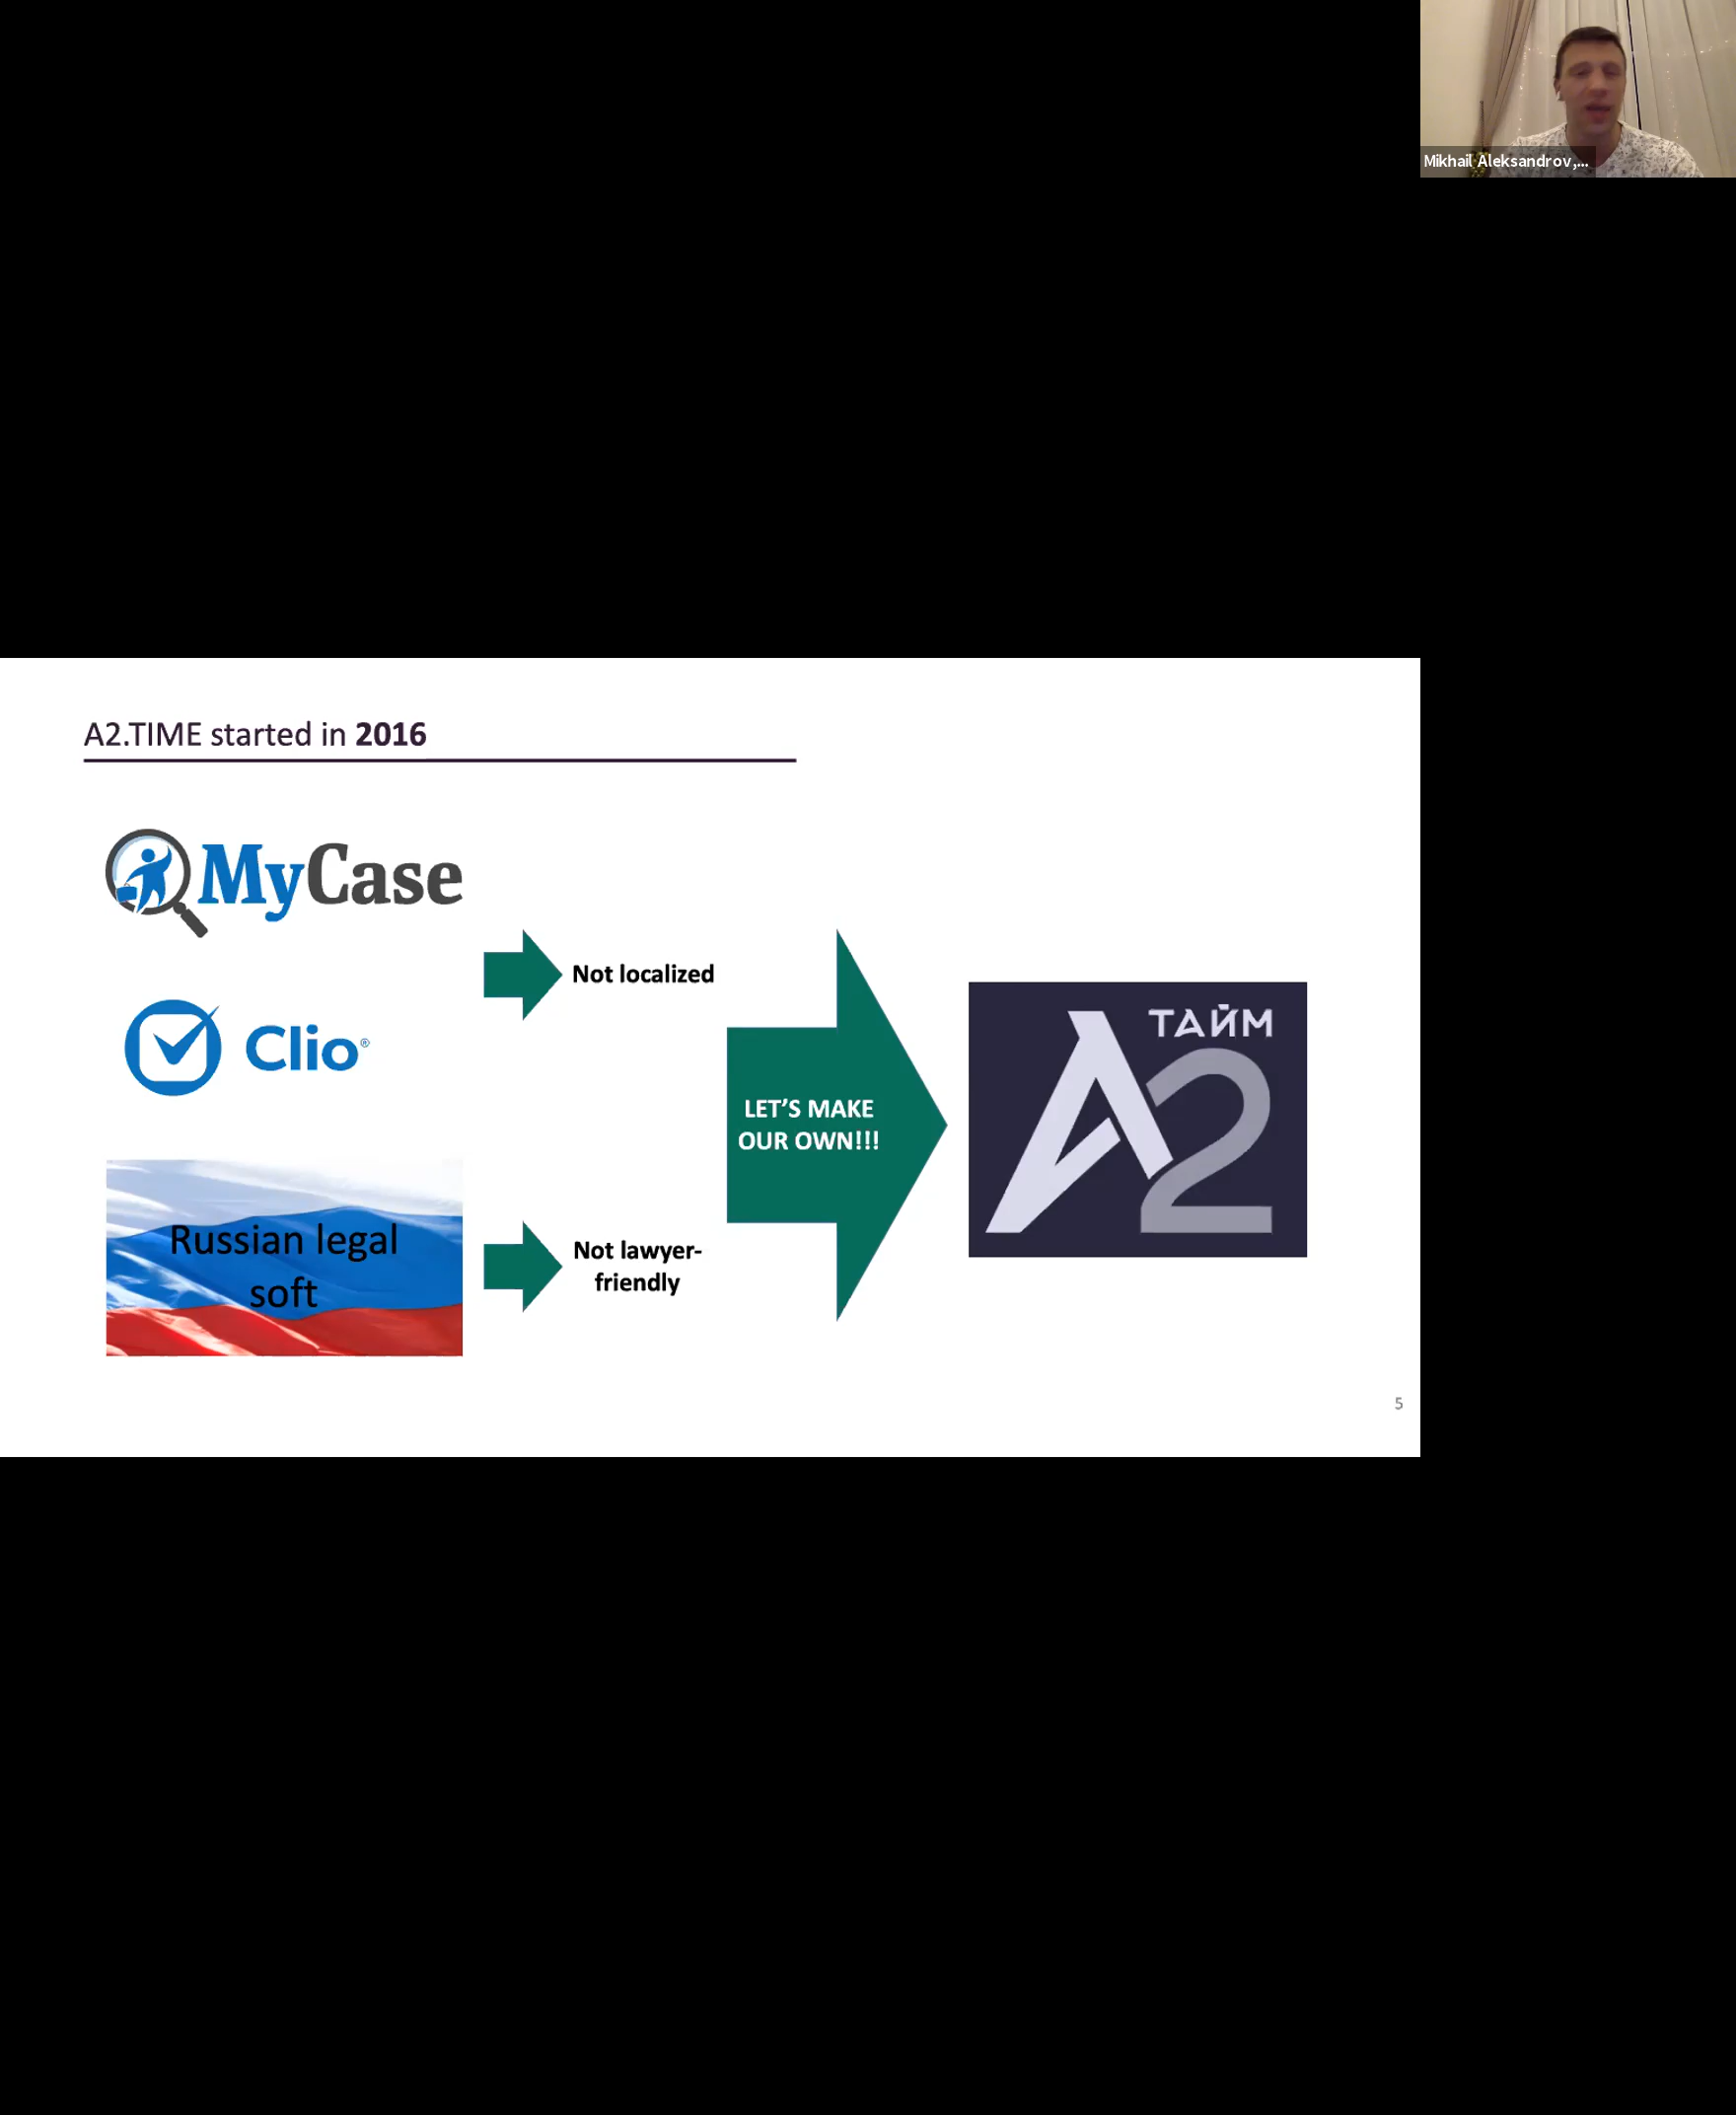 Mikhail Aleksandrov,...
A2.TIME started in 2016
MyCase
Not localized
Clio®
LET'S MAKE
OUR OWN!!!
ТАЙМ
A2
Russian legal
soft
Not lawyer-
friendly
5